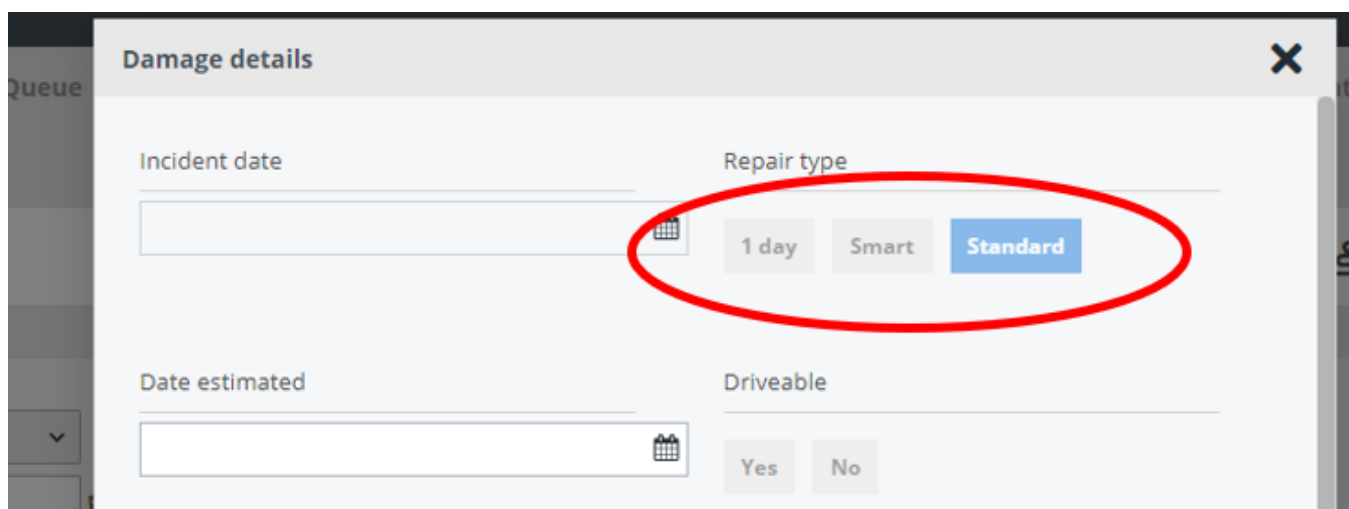 Damage details
Queue
Incident date
Repair type
1 day Smart Standard
Date estimated
Driveable
Yes No